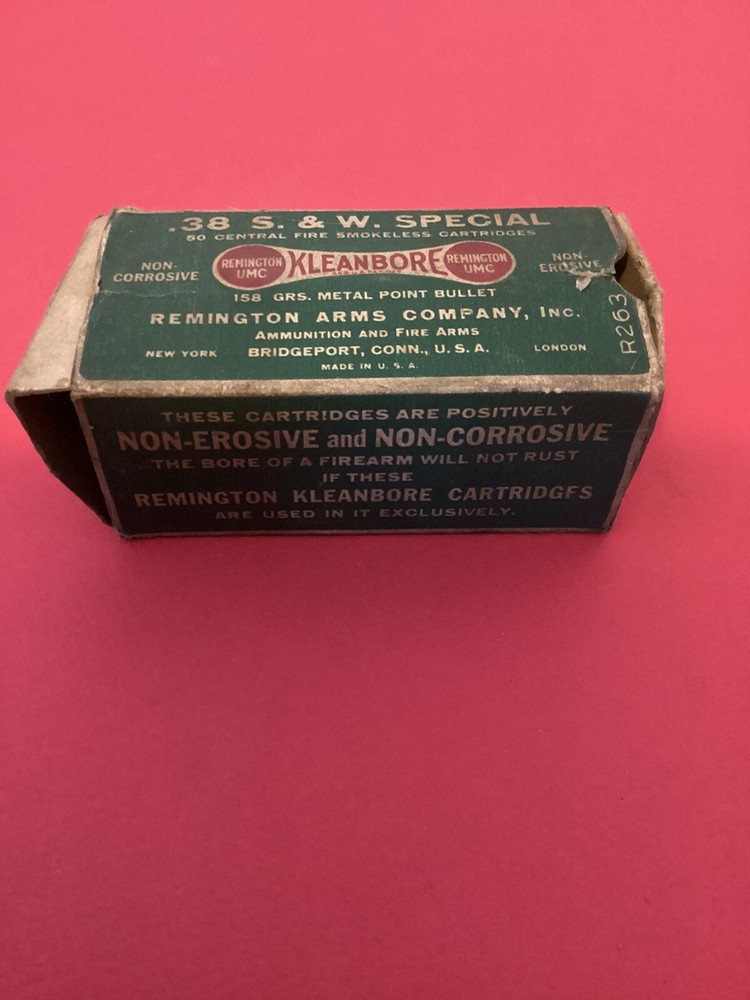 .38 S. & W. SPECIAL
50 CENTRAL FIRE SMOKELESS CARTRIDGES
NON-
CORROSIVE
REMINGTON
UMC
KLEANBORE
REMINGTON
UMC
NON-
EROSIVE
158 GRS. METAL POINT BULLET
REMINGTON ARMS COMPANY, INC.
AMMUNITION AND FIRE ARMS
NEW YORK BRIDGEPORT, CONN., U.S.A. LONDON
MADE IN U.S.A.
R263
THESE CARTRIDGES ARE POSITIVELY
NON-EROSIVE and NON-CORROSIVE
THE BORE OF A FIREARM WILL NOT RUST
IF THESE
REMINGTON KLEANBORE CARTRIDGES
ARE USED IN IT EXCLUSIVELY.